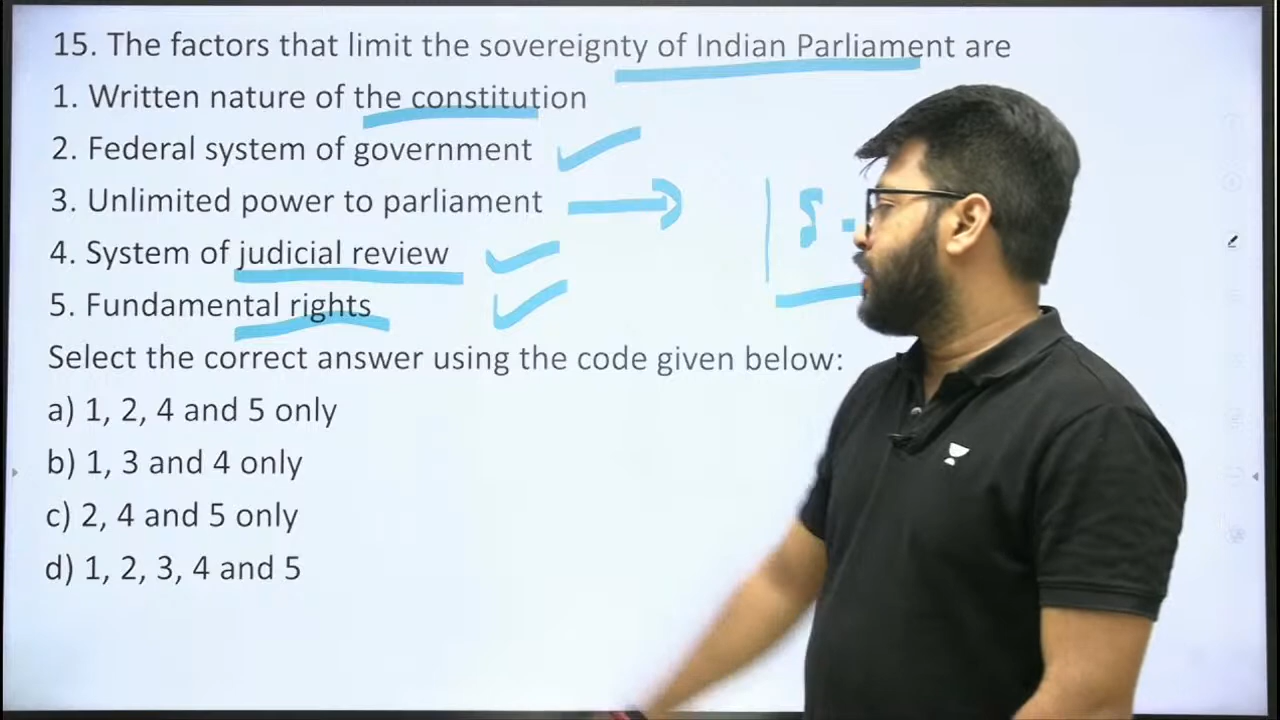 15. The factors that limit the sovereignty of Indian Parliament are
1. Written nature of the constitution
2. Federal system of government
3. Unlimited power to parliament
4. System of judicial review
5. Fundamental rights
Select the correct answer using the code given below:
a) 1, 2, 4 and 5 only
b) 1, 3 and 4 only
c) 2, 4 and 5 only
d) 1, 2, 3, 4 and 5